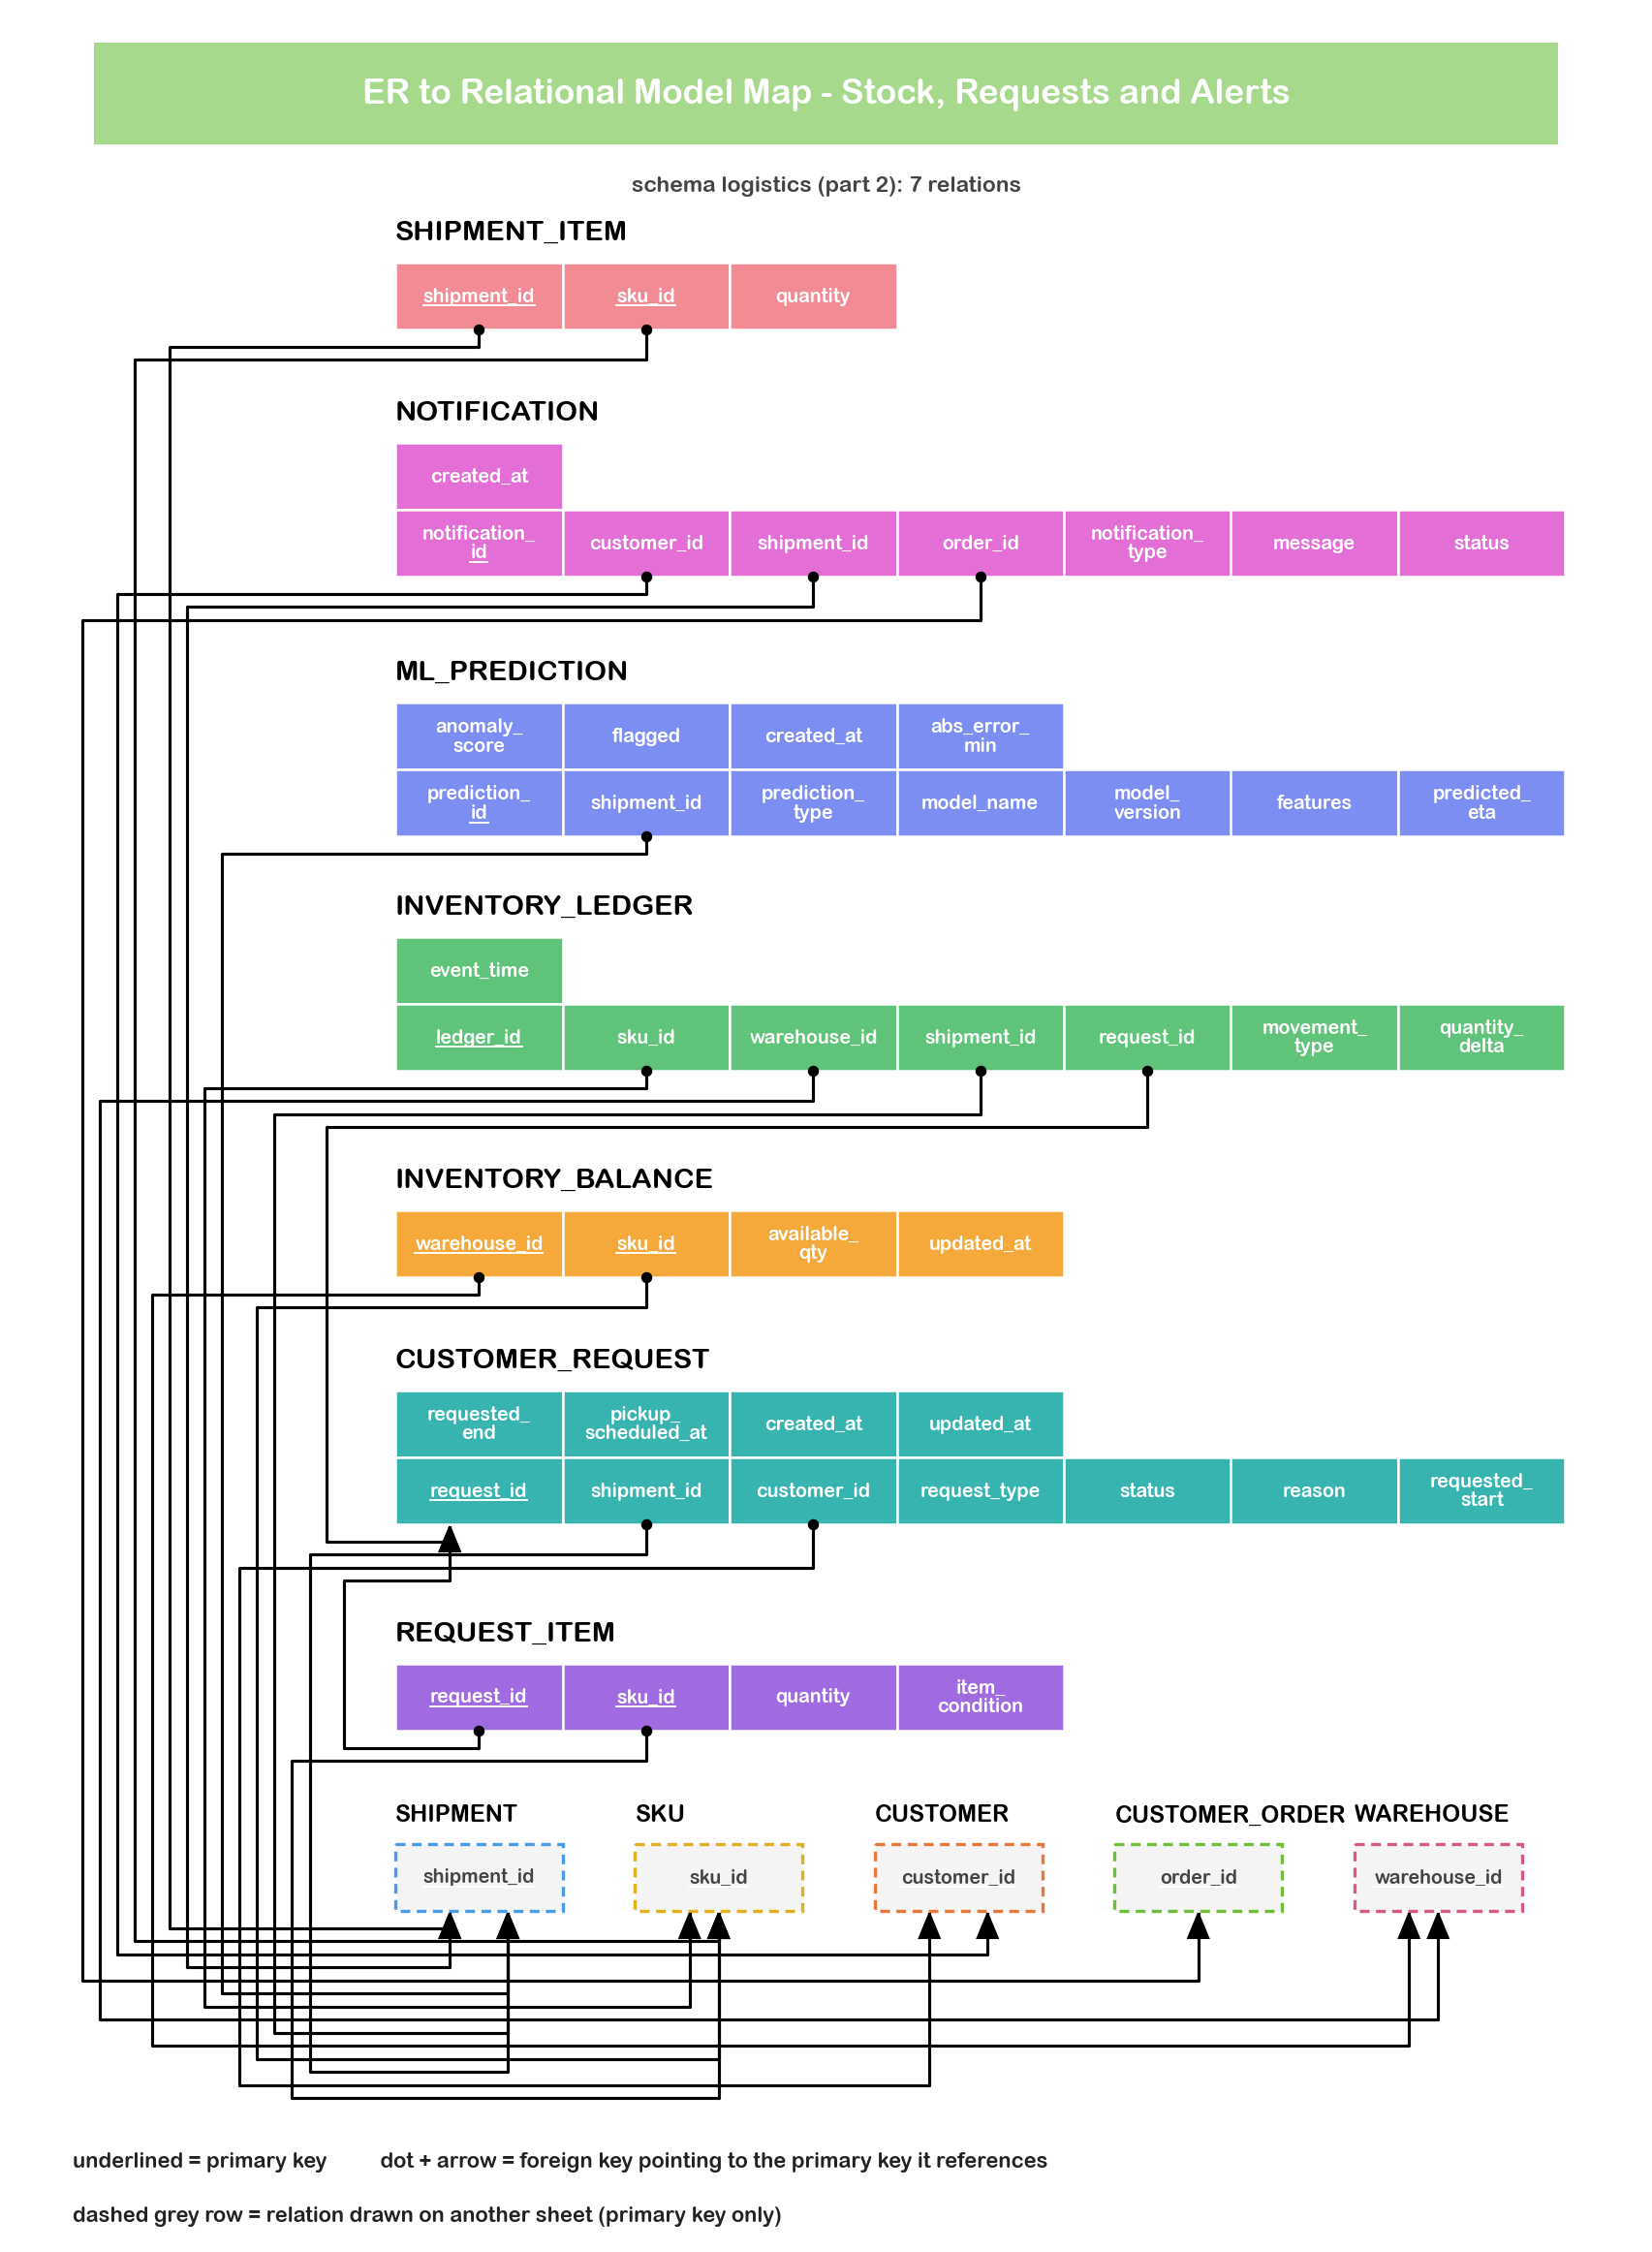 ER to Relational Model Map - Stock, Requests and Alerts
schema logistics (part 2): 7 relations
SHIPMENT_ITEM
shipment_id sku_id quantity
NOTIFICATION
created_at
notification_
id
customer_id shipment_id order_id
notification_
type
message status
ML_PREDICTION
anomaly_
score
flagged created_at
abs_error_
min
prediction_
id
shipment_id
prediction_
type
model_name
model_
version
features
predicted_
eta
INVENTORY_LEDGER
event_time
ledger_id sku_id warehouse_id shipment_id request_id
movement_
type
quantity_
delta
INVENTORY_BALANCE
warehouse_id sku_id
available_
qty
updated_at
CUSTOMER_REQUEST
requested_
end
pickup_
scheduled_at
created_at updated_at
request_id shipment_id customer_id request_type status reason
requested_
start
REQUEST_ITEM
request_id sku_id quantity
item_
condition
SHIPMENT SKU CUSTOMER CUSTOMER_ORDER WAREHOUSE
shipment_id sku_id customer_id order_id warehouse_id
underlined = primary key dot + arrow = foreign key pointing to the primary key it references
dashed grey row = relation drawn on another sheet (primary key only)